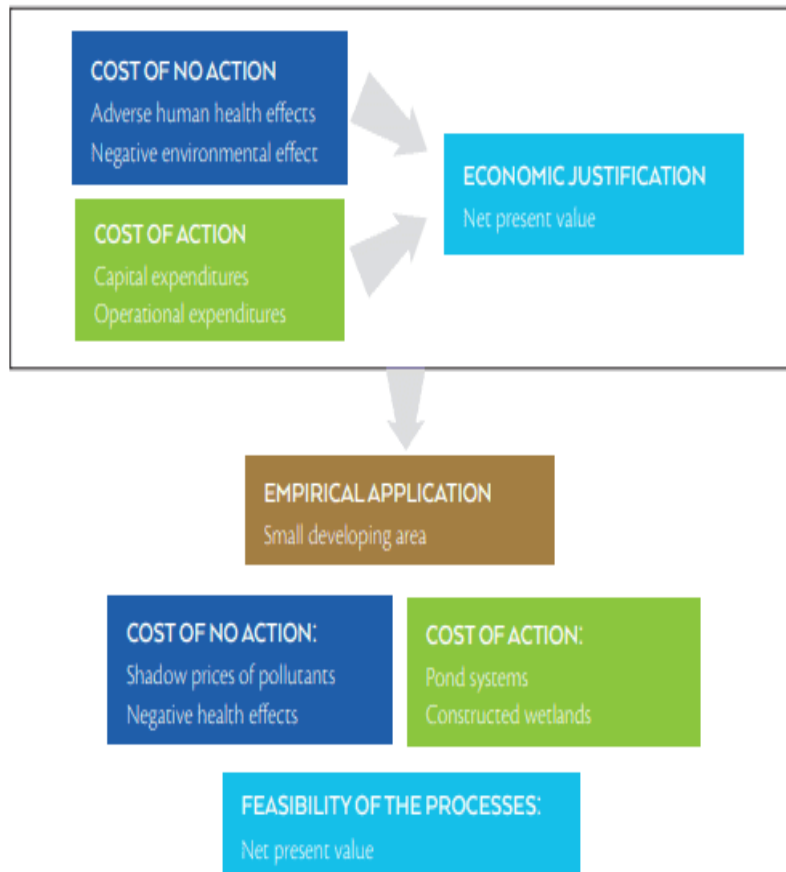 COST OF NO ACTION
Adverse human health effects
Negative environmental effect
ECONOMIC JUSTIFICATION
Net present value
COST OF ACTION
Capital expenditures
Operational expenditures
EMPIRICAL APPLICATION
Small developing area
COST OF NO ACTION:
Shadow prices of pollutants
Negative health effects
COST OF ACTION:
Pond systems
Constructed wetlands
FEASIBILITY OF THE PROCESSES:
Net present value